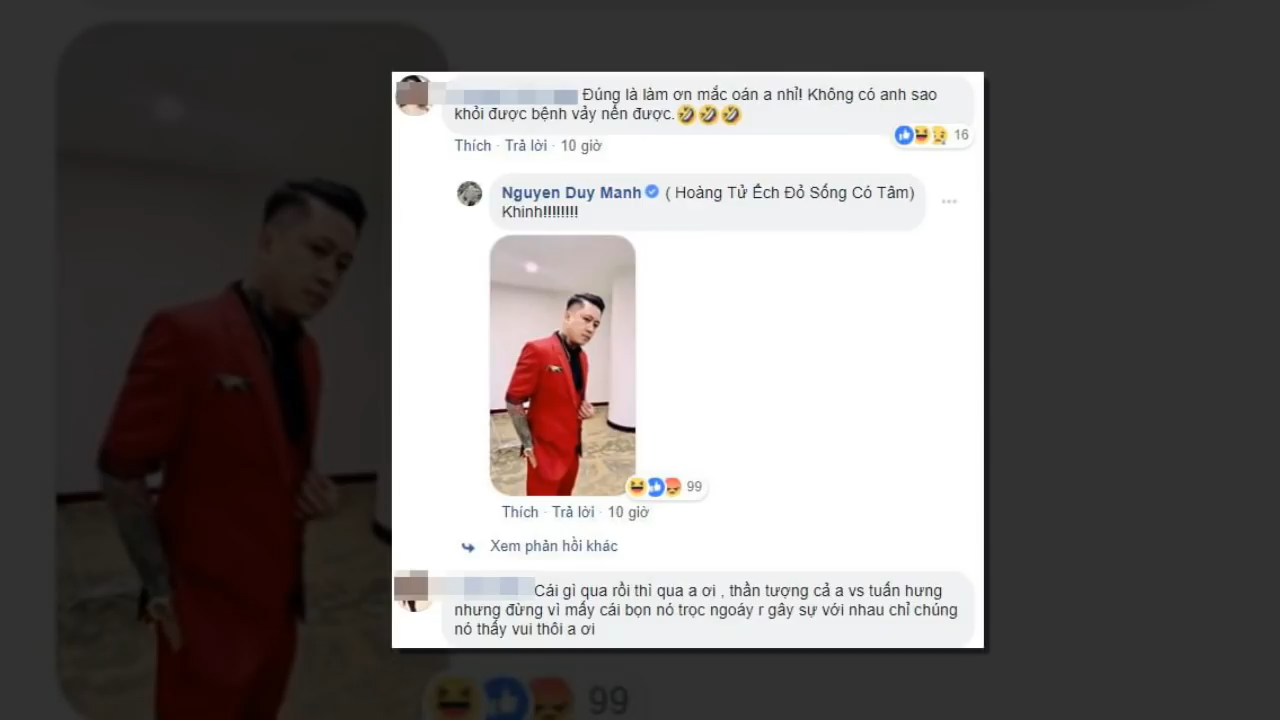 Đúng là làm ơn mắc oán a nhỉ! Không có anh sao
khỏi được bệnh vảy nến được.🤣🤣🤣
16
Thích · Trả lời · 10 giờ
Nguyen Duy Manh ( Hoàng Tử Ếch Đỏ Sống Có Tâm)
Khinh!!!!!!!!
99
Thích · Trả lời · 10 giờ
Xem phản hồi khác
Cái gì qua rồi thì qua a ơi , thần tượng cả a vs tuấn hưng
nhưng đừng vì mấy cái bọn nó trọc ngoáy r gây sự với nhau chỉ chúng
nó thấy vui thôi a ơi
99